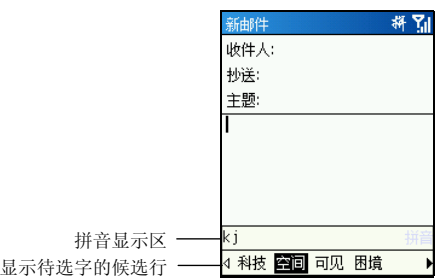 新邮件 拼
收件人:
抄送:
主题:
拼音显示区 kj 拼音
显示待选字的候选行 科技 空间 可见 困境